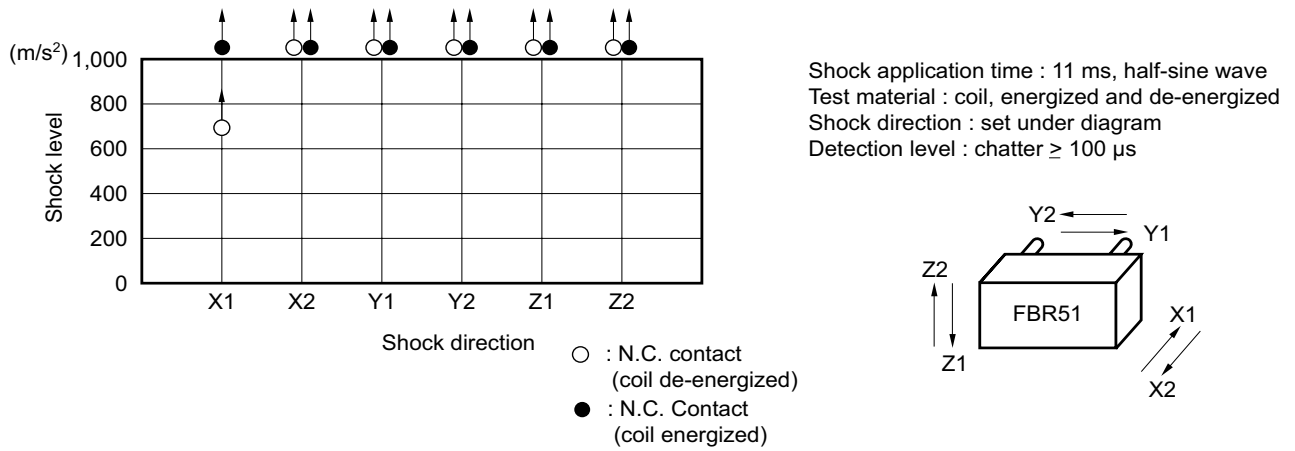 (m/s²)
1,000
800
600
400
200
0
Shock level
X1 X2 Y1 Y2 Z1 Z2
Shock direction
○ : N.C. contact
(coil de-energized)
● : N.C. Contact
(coil energized)
Shock application time : 11 ms, half-sine wave
Test material : coil, energized and de-energized
Shock direction : set under diagram
Detection level : chatter ≥ 100 µs
Y2
Y1
Z2
FBR51
X1
Z1
X2